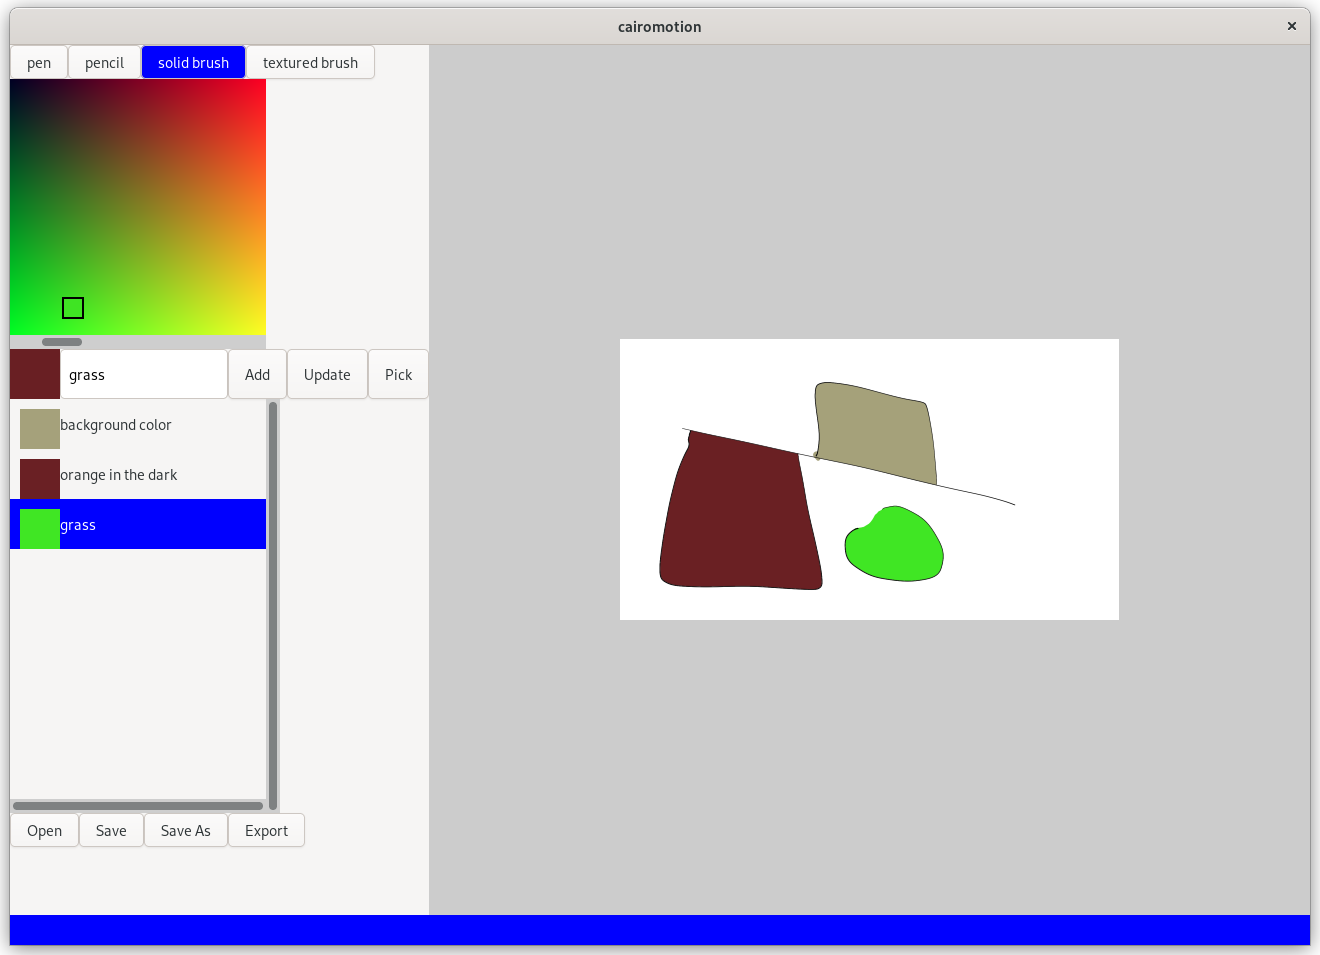 cairomotion
pen pencil solid brush textured brush
grass Add Update Pick
background color
orange in the dark
grass
Open Save Save As Export